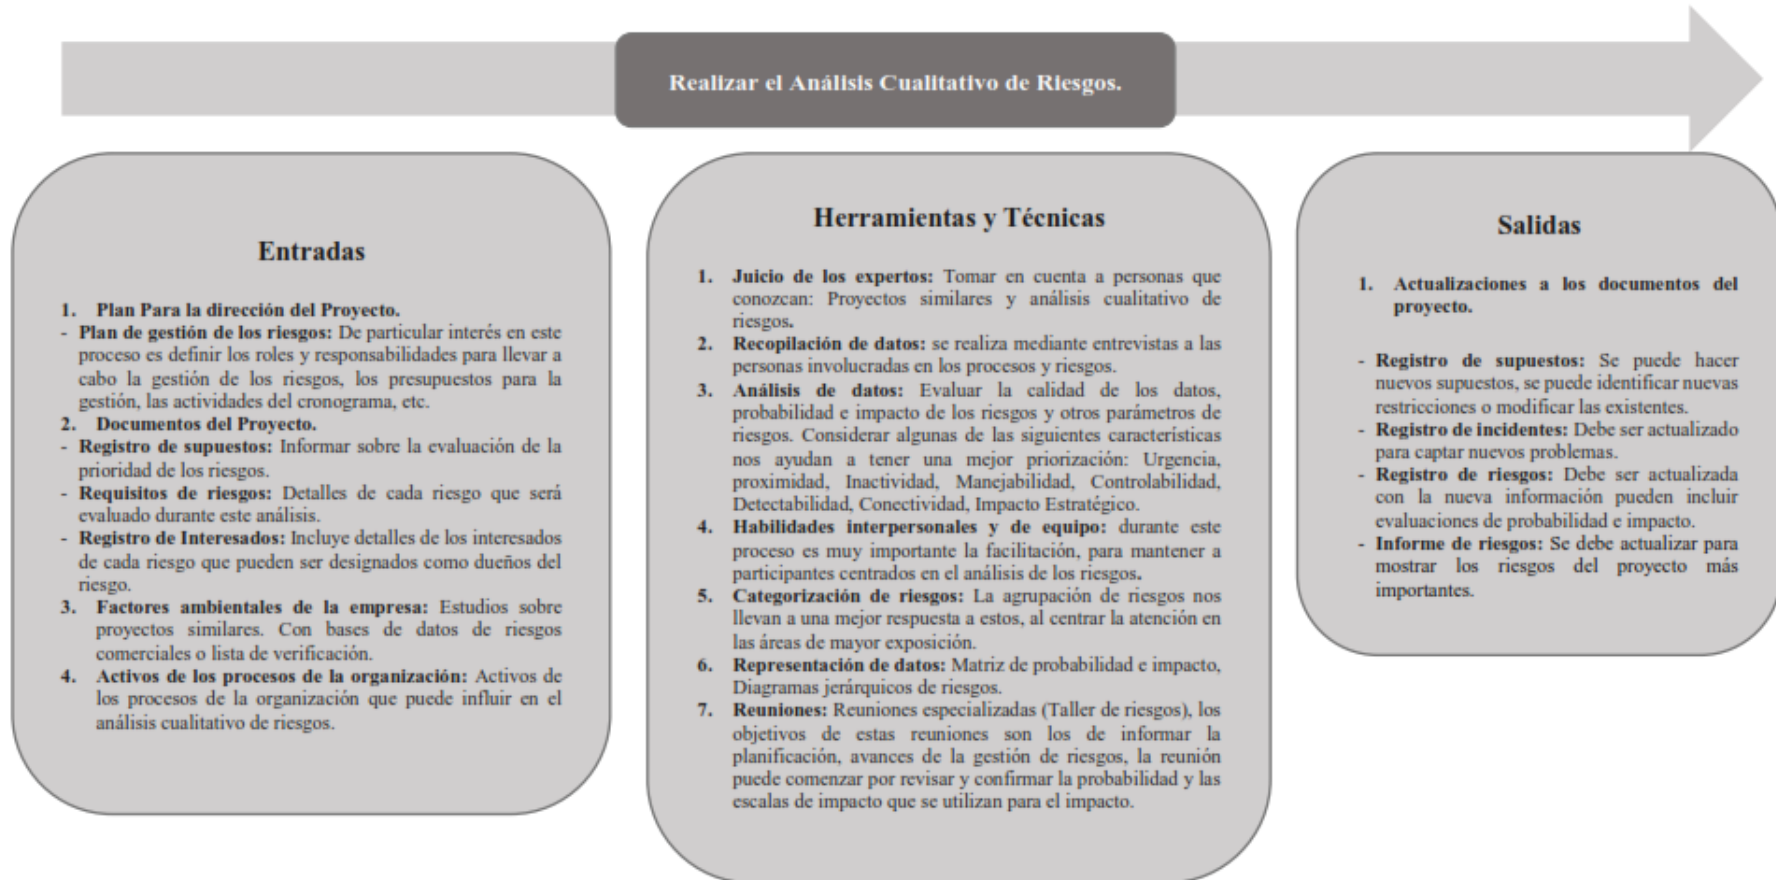 Realizar el Análisis Cualitativo de Riesgos.
Entradas
1. Plan Para la dirección del Proyecto.
- Plan de gestión de los riesgos: De particular interés en este
proceso es definir los roles y responsabilidades para llevar a
cabo la gestión de los riesgos, los presupuestos para la
gestión, las actividades del cronograma, etc.
2. Documentos del Proyecto.
- Registro de supuestos: Informar sobre la evaluación de la
prioridad de los riesgos.
- Requisitos de riesgos: Detalles de cada riesgo que será
evaluado durante este análisis.
- Registro de Interesados: Incluye detalles de los interesados
de cada riesgo que pueden ser designados como dueños del
riesgo.
3. Factores ambientales de la empresa: Estudios sobre
proyectos similares. Con bases de datos de riesgos
comerciales o lista de verificación.
4. Activos de los procesos de la organización: Activos de
los procesos de la organización que puede influir en el
análisis cualitativo de riesgos.
Herramientas y Técnicas
1. Juicio de los expertos: Tomar en cuenta a personas que
conozcan: Proyectos similares y análisis cualitativo de
riesgos.
2. Recopilación de datos: se realiza mediante entrevistas a las
personas involucradas en los procesos y riesgos.
3. Análisis de datos: Evaluar la calidad de los datos,
probabilidad e impacto de los riesgos y otros parámetros de
riesgos. Considerar algunas de las siguientes características
nos ayudan a tener una mejor priorización: Urgencia,
proximidad, Inactividad, Manejabilidad, Controlabilidad,
Detectabilidad, Conectividad, Impacto Estratégico.
4. Habilidades interpersonales y de equipo: durante este
proceso es muy importante la facilitación, para mantener a
participantes centrados en el análisis de los riesgos.
5. Categorización de riesgos: La agrupación de riesgos nos
llevan a una mejor respuesta a estos, al centrar la atención en
las áreas de mayor exposición.
6. Representación de datos: Matriz de probabilidad e impacto,
Diagramas jerárquicos de riesgos.
7. Reuniones: Reuniones especializadas (Taller de riesgos), los
objetivos de estas reuniones son los de informar la
planificación, avances de la gestión de riesgos, la reunión
puede comenzar por revisar y confirmar la probabilidad y las
escalas de impacto que se utilizan para el impacto.
Salidas
1. Actualizaciones a los documentos del
proyecto.
- Registro de supuestos: Se puede hacer
nuevos supuestos, se puede identificar nuevas
restricciones o modificar las existentes.
- Registro de incidentes: Debe ser actualizado
para captar nuevos problemas.
- Registro de riesgos: Debe ser actualizada
con la nueva información pueden incluir
evaluaciones de probabilidad e impacto.
- Informe de riesgos: Se debe actualizar para
mostrar los riesgos del proyecto más
importantes.